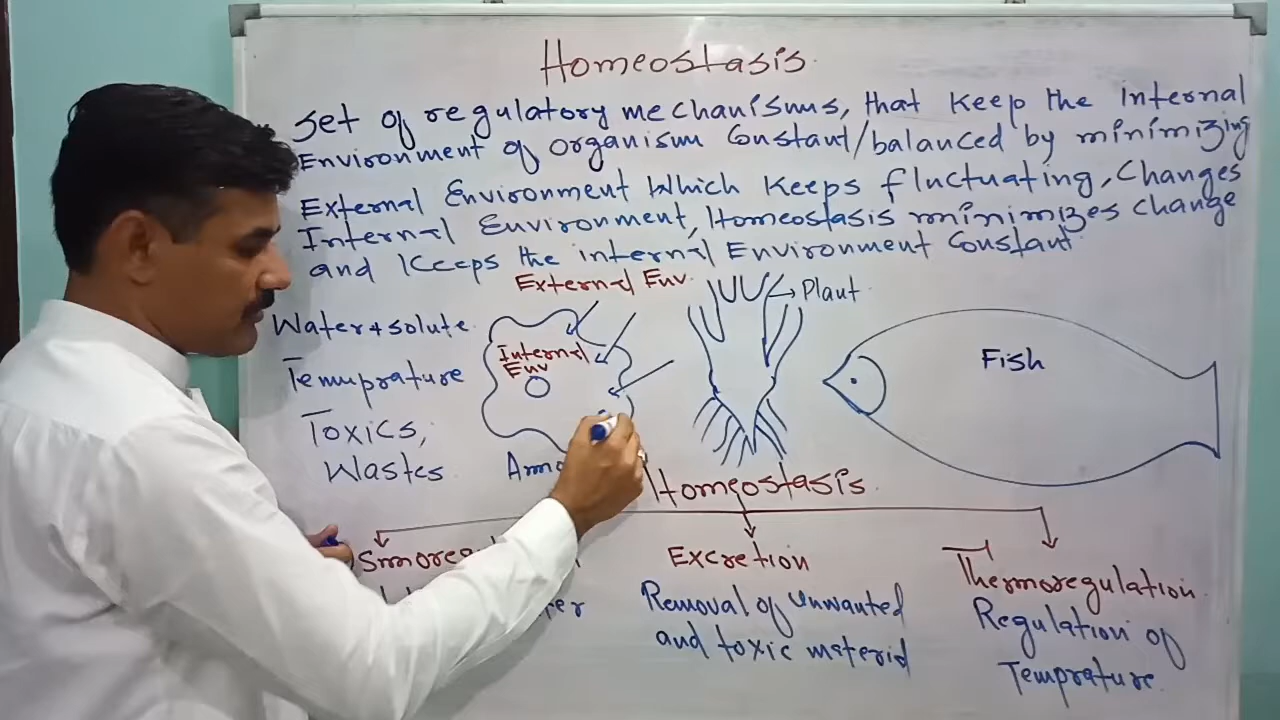 Homeostasis
Set of regulatory mechanisms, that Keep the internal
Environment of organism Constant/balanced by minimizing
External Environment Which Keeps fluctuating, Changes
Internal Environment, Homeostasis minimizes change
and Keeps the internal Environment Constant.
External Env.
Plant
Water+solute
Internal
Env
Fish
Temuprature
Toxics,
Wastes
Homeostasis
Excretion
Thermoregulation
Removal of unwanted
and toxic material
Regulation of
Temprature